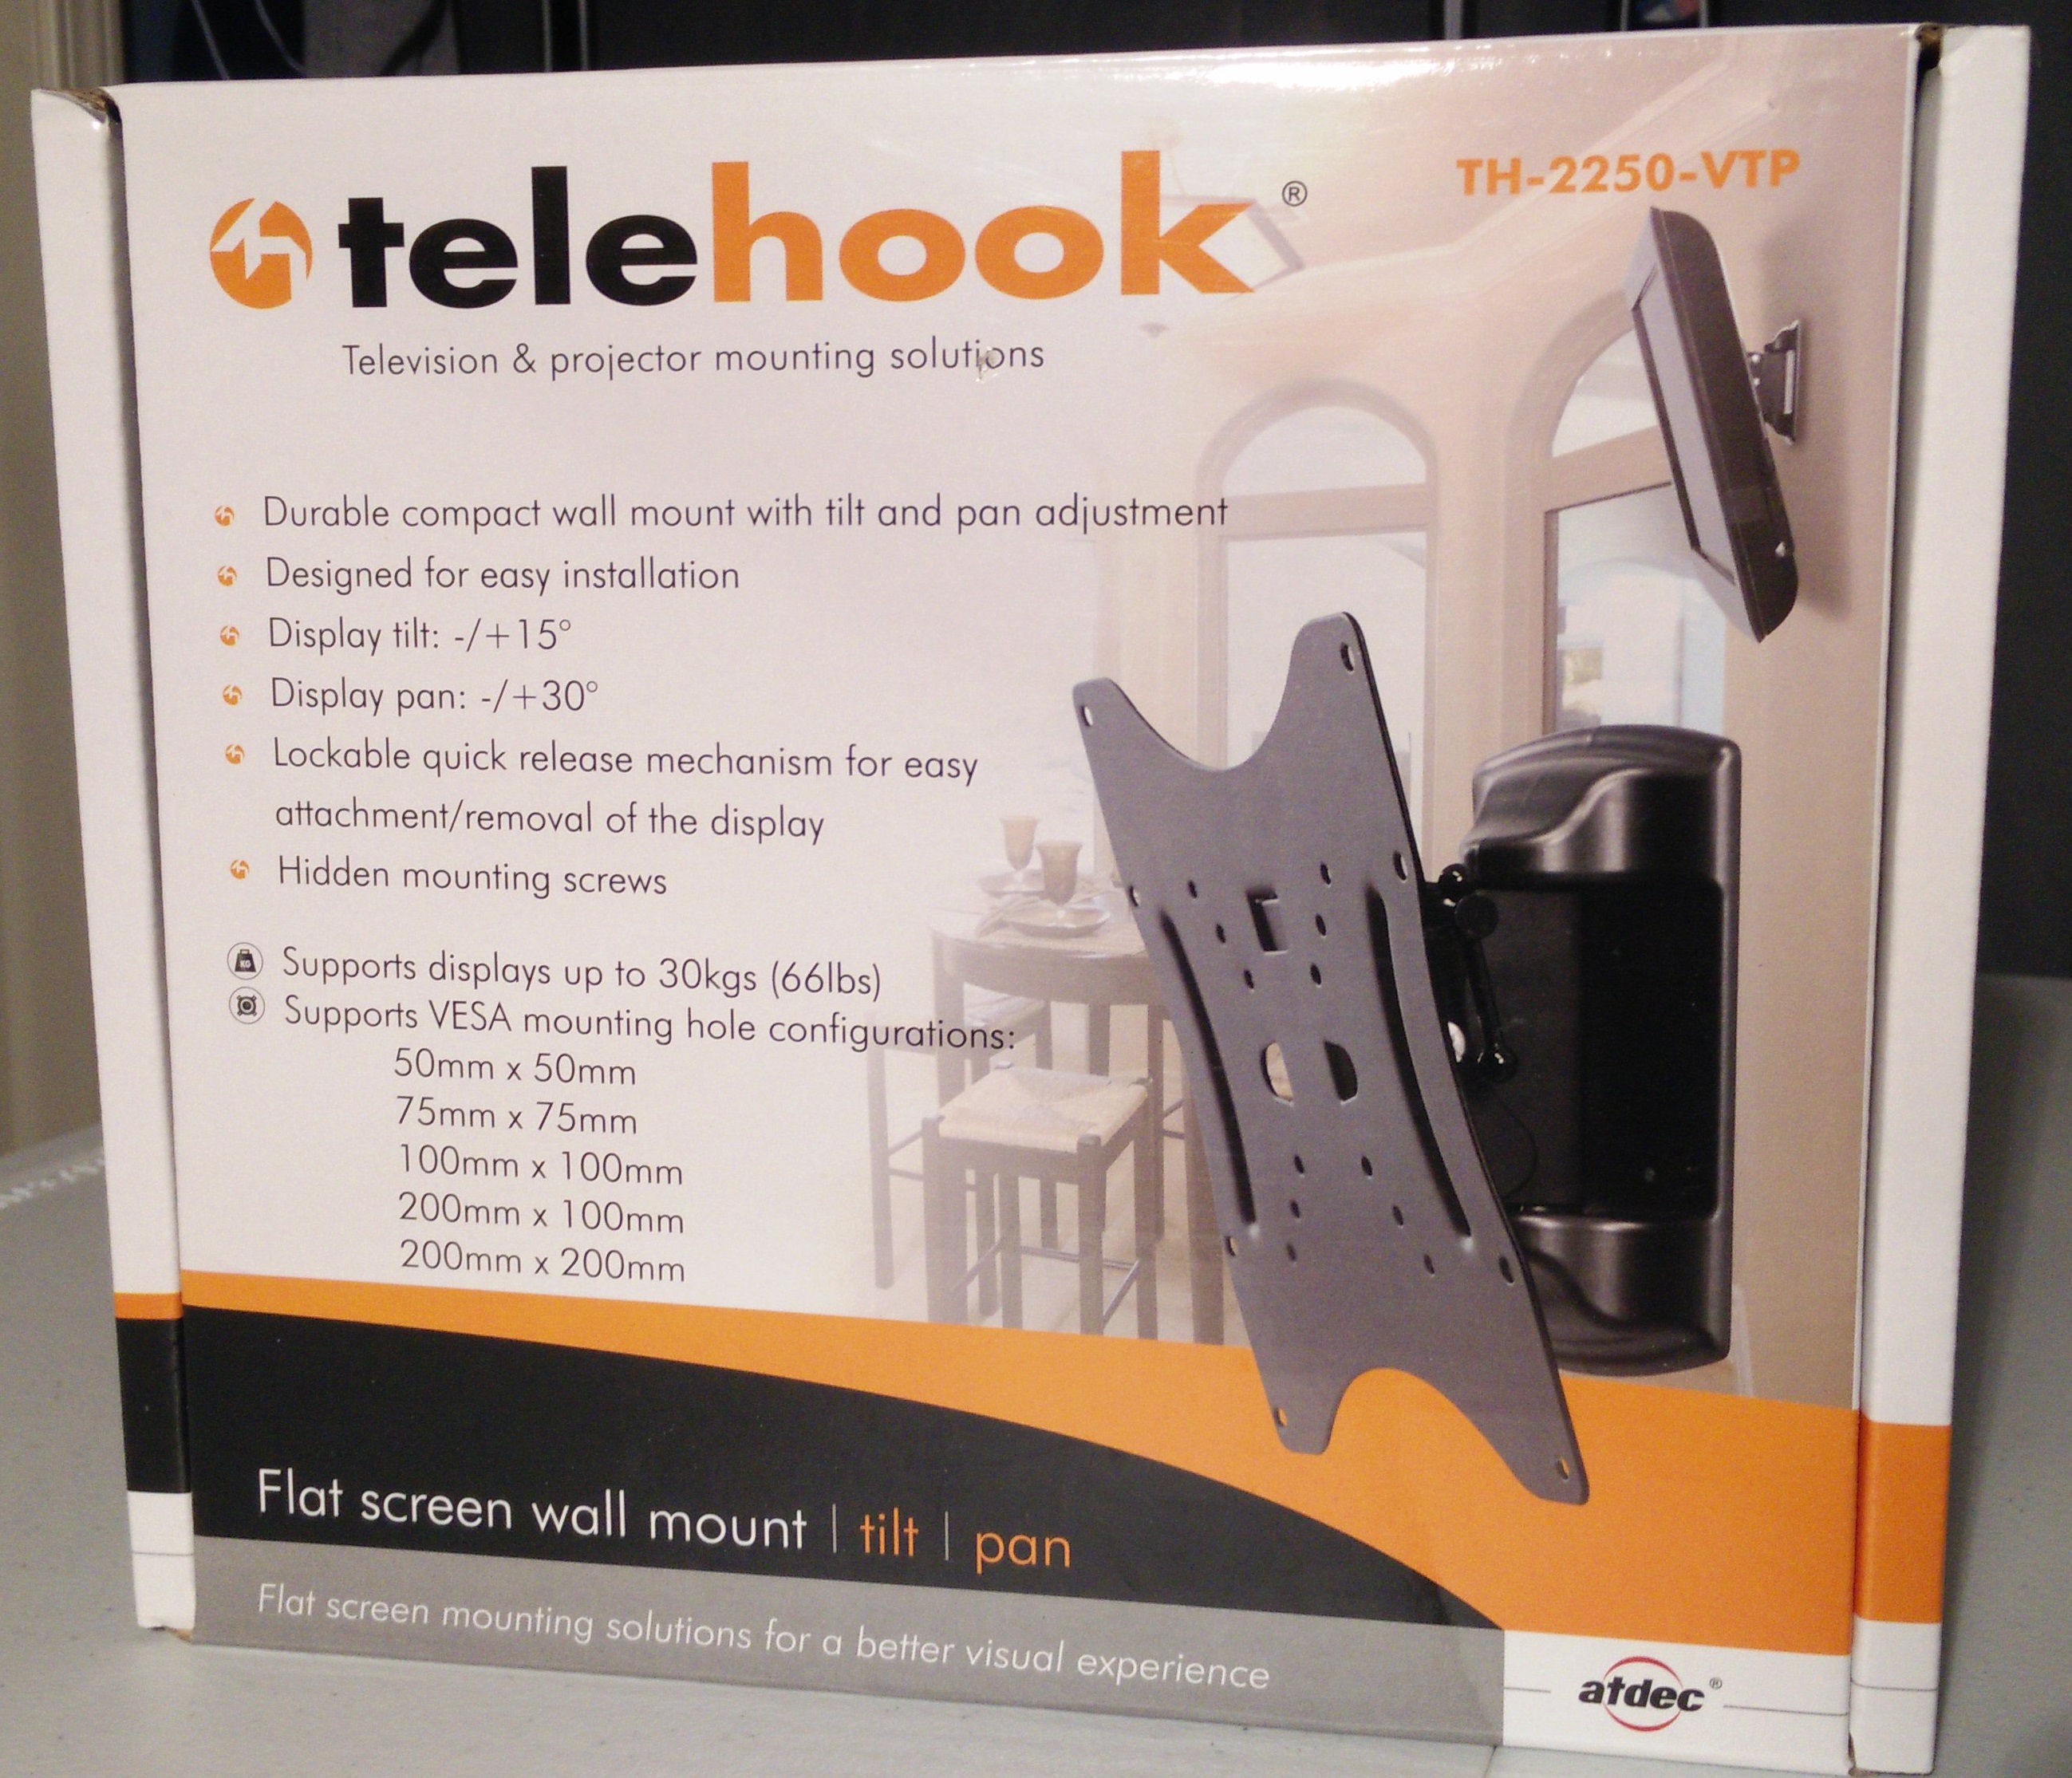 telehook®
TH-2250-VTP
Television & projector mounting solutions
Durable compact wall mount with tilt and pan adjustment
Designed for easy installation
Display tilt: -/+15°
Display pan: -/+30°
Lockable quick release mechanism for easy
attachment/removal of the display
Hidden mounting screws
KG
Supports displays up to 30kgs (66lbs)
Supports VESA mounting hole configurations:
50mm x 50mm
75mm x 75mm
100mm x 100mm
200mm x 100mm
200mm x 200mm
Flat screen wall mount | tilt | pan
Flat screen mounting solutions for a better visual experience
atdec®